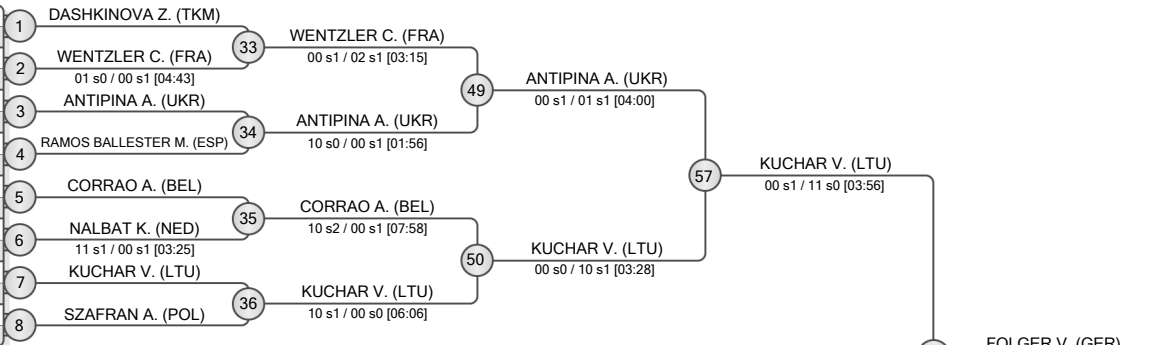 1
DASHKINOVA Z. (TKM)
2
WENTZLER C. (FRA)
01 s0 / 00 s1 [04:43]
3
ANTIPINA A. (UKR)
4
RAMOS BALLESTER M. (ESP)
5
CORRAO A. (BEL)
6
NALBAT K. (NED)
11 s1 / 00 s1 [03:25]
7
KUCHAR V. (LTU)
8
SZAFRAN A. (POL)
33
WENTZLER C. (FRA)
00 s1 / 02 s1 [03:15]
34
ANTIPINA A. (UKR)
10 s0 / 00 s1 [01:56]
35
CORRAO A. (BEL)
10 s2 / 00 s1 [07:58]
36
KUCHAR V. (LTU)
10 s1 / 00 s0 [06:06]
49
ANTIPINA A. (UKR)
00 s1 / 01 s1 [04:00]
50
KUCHAR V. (LTU)
00 s0 / 10 s1 [03:28]
57
KUCHAR V. (LTU)
00 s1 / 11 s0 [03:56]
FOLGER V. (GER)